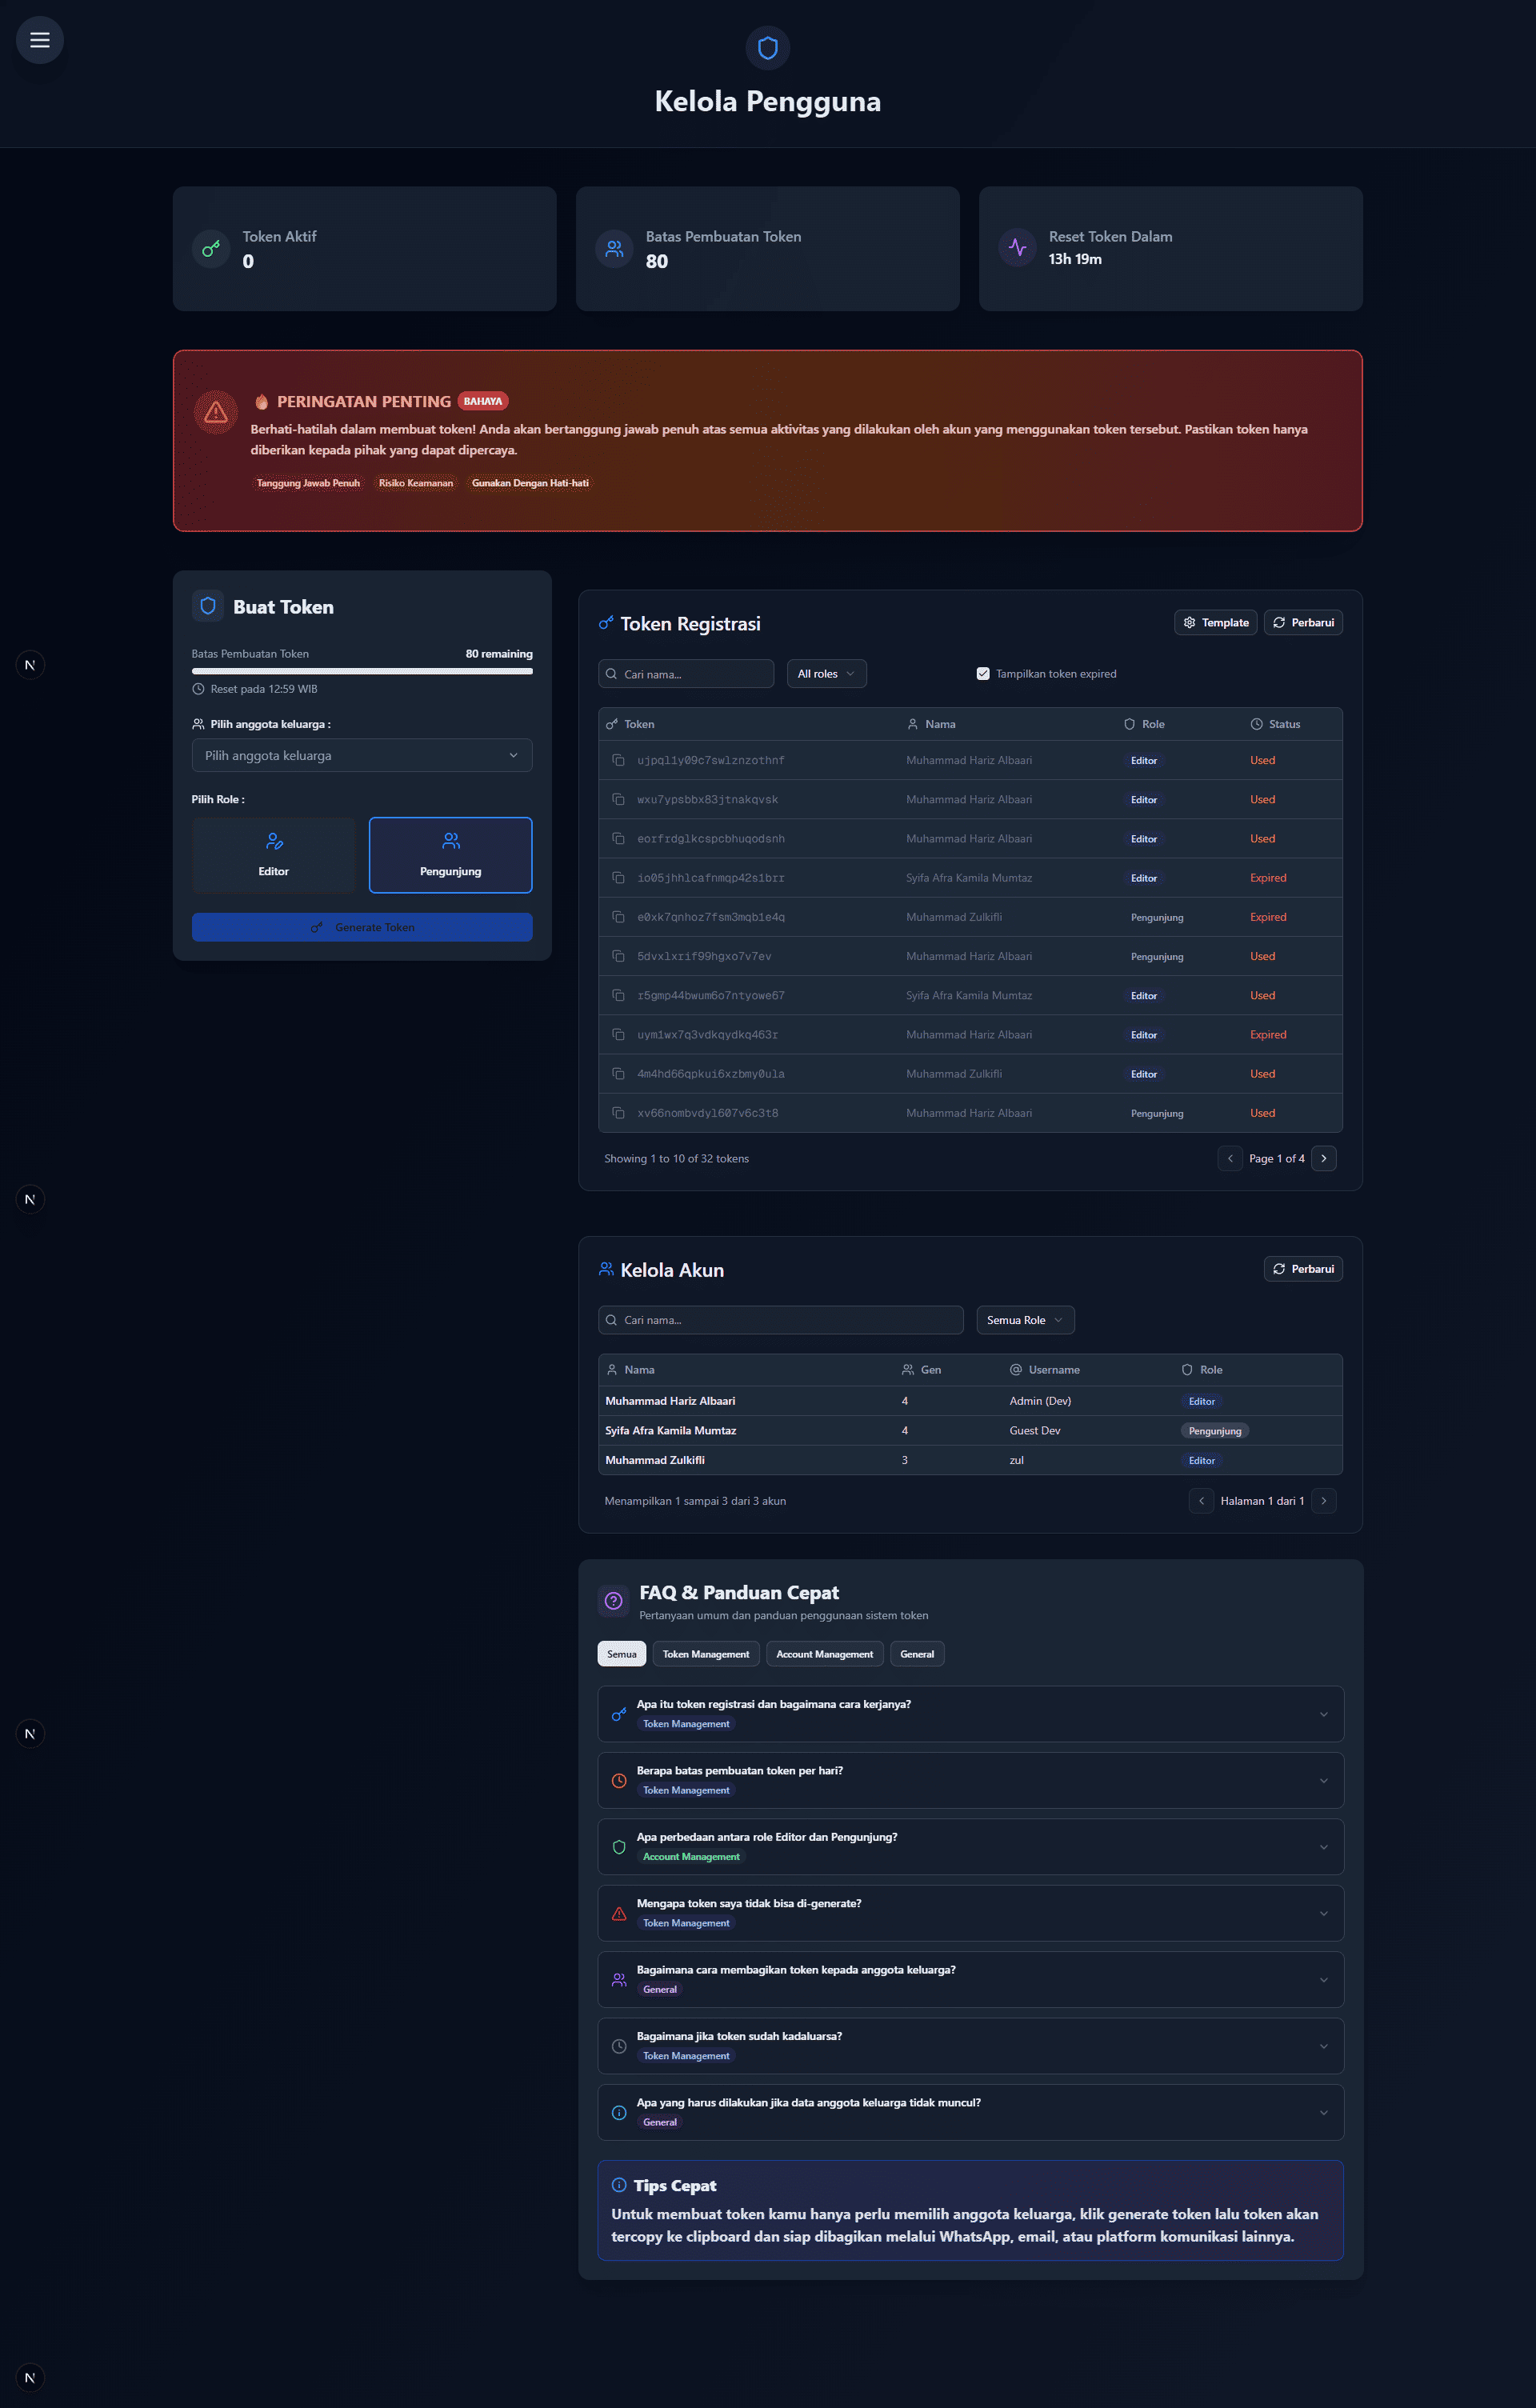 Kelola Pengguna
Token Aktif
0
Batas Pembuatan Token
80
Reset Token Dalam
13h 19m
PERINGATAN PENTING BAHAYA
Berhati-hatilah dalam membuat token! Anda akan bertanggung jawab penuh atas semua aktivitas yang dilakukan oleh akun yang menggunakan token tersebut. Pastikan token hanya
diberikan kepada pihak yang dapat dipercaya.
Tanggung Jawab Penuh Risiko Keamanan Gunakan Dengan Hati-hati
Buat Token
Batas Pembuatan Token 80 remaining
Reset pada 12:59 WIB
Pilih anggota keluarga :
Pilih anggota keluarga
Pilih Role :
Editor Pengunjung
Generate Token
Token Registrasi Template Perbarui
Cari nama... All roles Tampilkan token expired
Token Nama Role Status
ujpql1y09c7swlznzothnf Muhammad Hariz Albaari Editor Used
wxu7ypsbbx83jtnakqvsk Muhammad Hariz Albaari Editor Used
eorfrdglkcspcbhuqodsnh Muhammad Hariz Albaari Editor Used
io05jhhlcafnmqp42s1brr Syifa Afra Kamila Mumtaz Editor Expired
e0xk7qnhoz7fsm3mqb1e4q Muhammad Zulkifli Pengunjung Expired
5dvxlxrif99hgxo7v7ev Muhammad Hariz Albaari Pengunjung Used
r5gmp44bwum6o7ntyowe67 Syifa Afra Kamila Mumtaz Editor Used
uym1wx7q3vdkqydkq463r Muhammad Hariz Albaari Editor Expired
4m4hd66qpkui6xzbmy0ula Muhammad Zulkifli Editor Used
xv66nombvdyl607v6c3t8 Muhammad Hariz Albaari Pengunjung Used
Showing 1 to 10 of 32 tokens Page 1 of 4
Kelola Akun Perbarui
Cari nama... Semua Role
Nama Gen Username Role
Muhammad Hariz Albaari 4 Admin (Dev) Editor
Syifa Afra Kamila Mumtaz 4 Guest Dev Pengunjung
Muhammad Zulkifli 3 zul Editor
Menampilkan 1 sampai 3 dari 3 akun Halaman 1 dari 1
FAQ & Panduan Cepat
Pertanyaan umum dan panduan penggunaan sistem token
Semua Token Management Account Management General
Apa itu token registrasi dan bagaimana cara kerjanya?
Token Management
Berapa batas pembuatan token per hari?
Token Management
Apa perbedaan antara role Editor dan Pengunjung?
Account Management
Mengapa token saya tidak bisa di-generate?
Token Management
Bagaimana cara membagikan token kepada anggota keluarga?
General
Bagaimana jika token sudah kadaluarsa?
Token Management
Apa yang harus dilakukan jika data anggota keluarga tidak muncul?
General
Tips Cepat
Untuk membuat token kamu hanya perlu memilih anggota keluarga, klik generate token lalu token akan
tercopy ke clipboard dan siap dibagikan melalui WhatsApp, email, atau platform komunikasi lainnya.
N
N
N
N